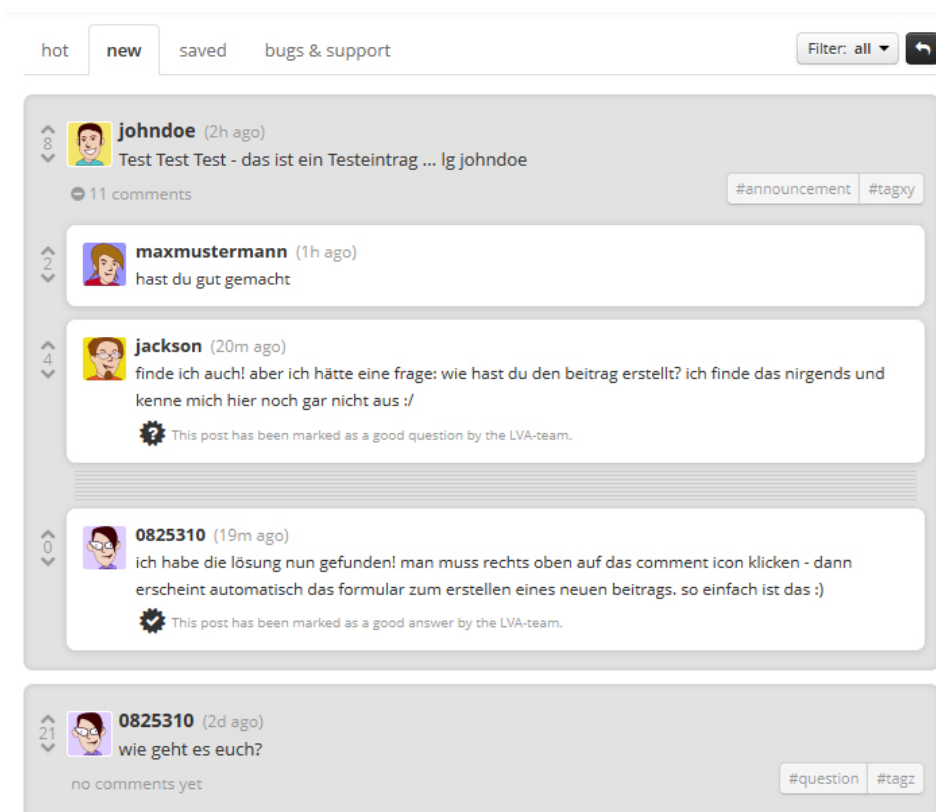 hot new saved bugs & support Filter: all
johndoe (2h ago)
8
Test Test Test - das ist ein Testeintrag ... lg johndoe
11 comments #announcement #tagxy
maxmustermann (1h ago)
2
hast du gut gemacht
jackson (20m ago)
4
finde ich auch! aber ich hätte eine frage: wie hast du den beitrag erstellt? ich finde das nirgends und
kenne mich hier noch gar nicht aus :/
? This post has been marked as a good question by the LVA-team.
0825310 (19m ago)
0
ich habe die lösung nun gefunden! man muss rechts oben auf das comment icon klicken - dann
erscheint automatisch das formular zum erstellen eines neuen beitrags. so einfach ist das :)
This post has been marked as a good answer by the LVA-team.
0825310 (2d ago)
21
wie geht es euch?
no comments yet #question #tagz